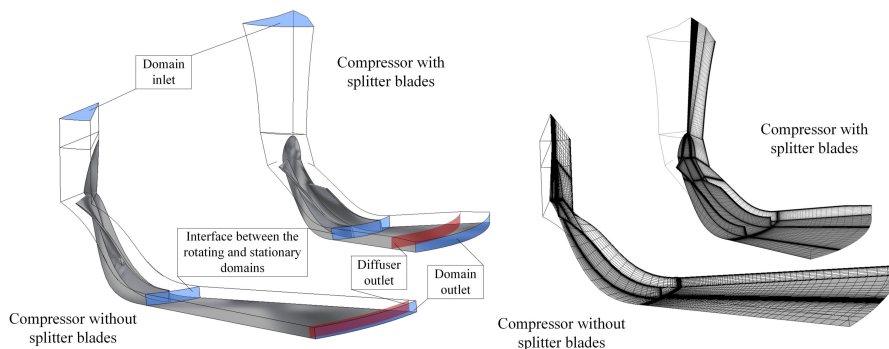 Domain
inlet
Compressor with
splitter blades
Interface between the
rotating and stationary
domains
Diffuser
outlet
Domain
outlet
Compressor without
splitter blades
Compressor with
splitter blades
Compressor without
splitter blades